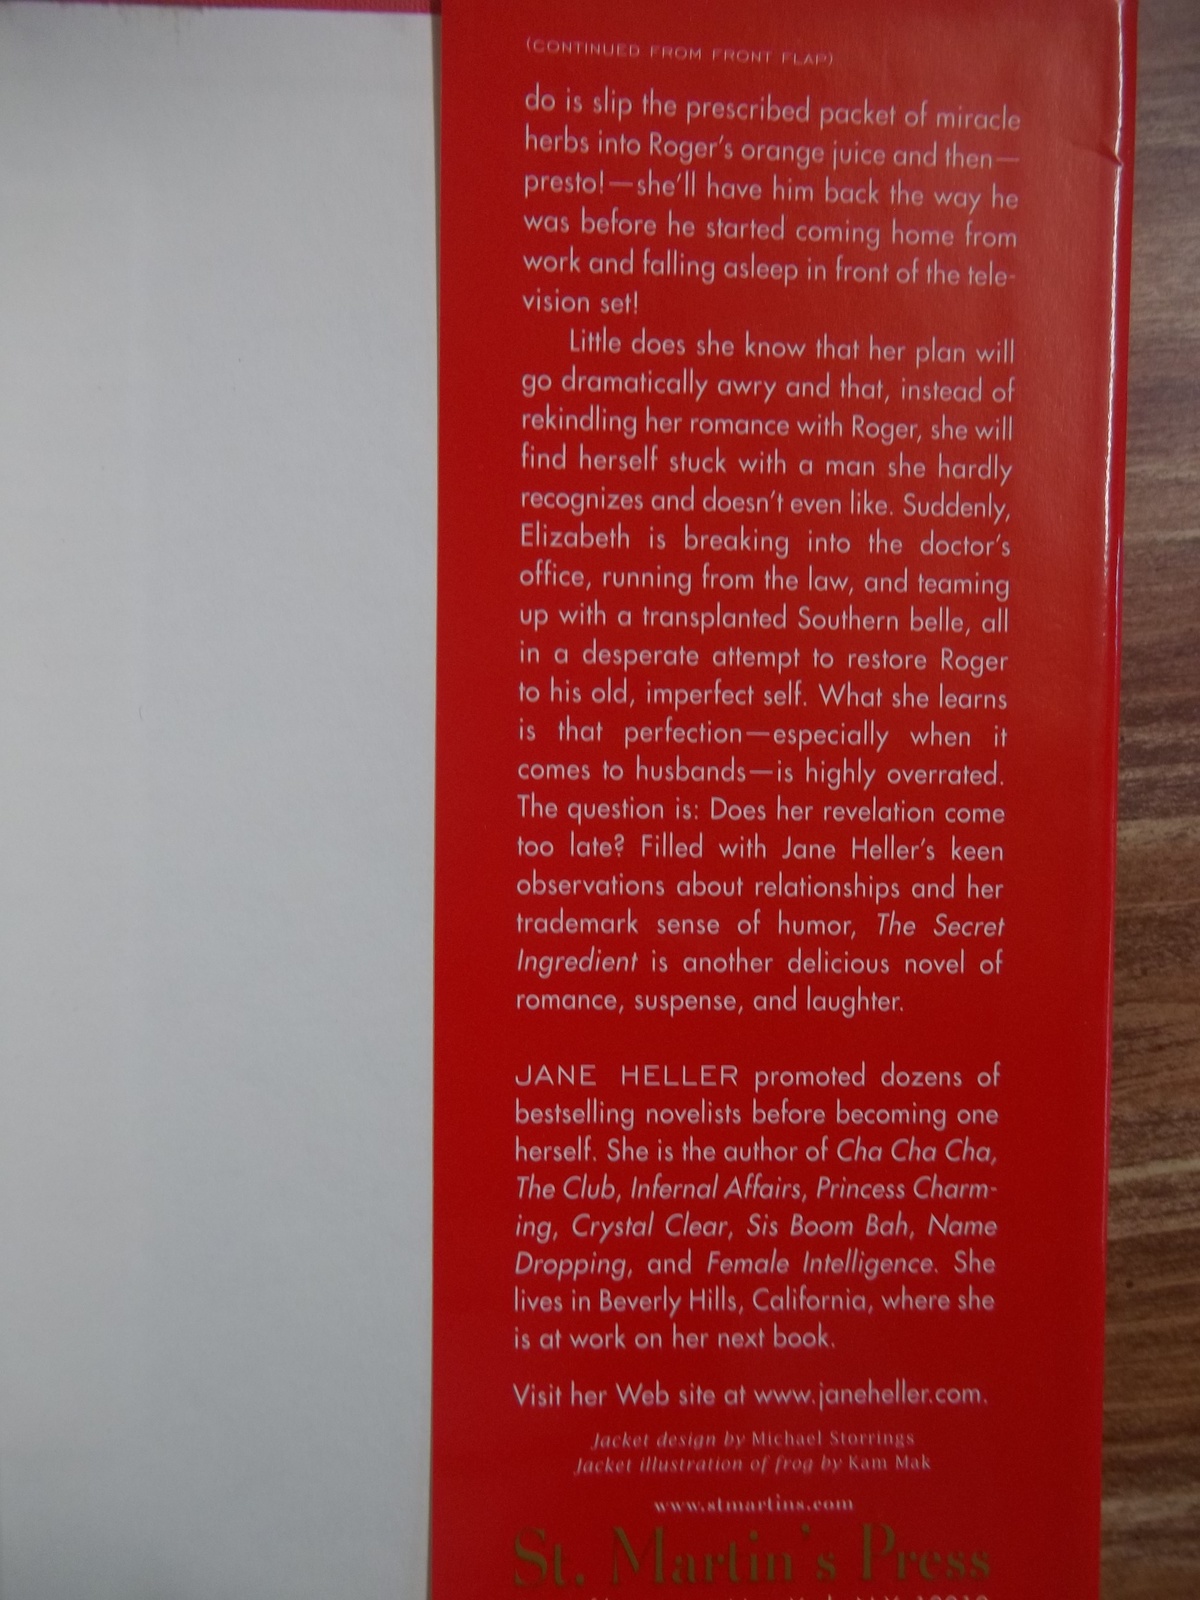 (CONTINUED FROM FRONT FLAP)
do is slip the prescribed packet of miracle
herbs into Roger's orange juice and then—
presto!—she'll have him back the way he
was before he started coming home from
work and falling asleep in front of the tele-
vision set!
Little does she know that her plan will
go dramatically awry and that, instead of
rekindling her romance with Roger, she will
find herself stuck with a man she hardly
recognizes and doesn't even like. Suddenly,
Elizabeth is breaking into the doctor's
office, running from the law, and teaming
up with a transplanted Southern belle, all
in a desperate attempt to restore Roger
to his old, imperfect self. What she learns
is that perfection—especially when it
comes to husbands—is highly overrated.
The question is: Does her revelation come
too late? Filled with Jane Heller's keen
observations about relationships and her
trademark sense of humor, The Secret
Ingredient is another delicious novel of
romance, suspense, and laughter.
JANE HELLER promoted dozens of
bestselling novelists before becoming one
herself. She is the author of Cha Cha Cha,
The Club, Infernal Affairs, Princess Charm-
ing, Crystal Clear, Sis Boom Bah, Name
Dropping, and Female Intelligence. She
lives in Beverly Hills, California, where she
is at work on her next book.
Visit her Web site at www.janeheller.com.
Jacket design by Michael Storrings
Jacket illustration of frog by Kam Mak
www.stmartins.com
St. Martin's Press